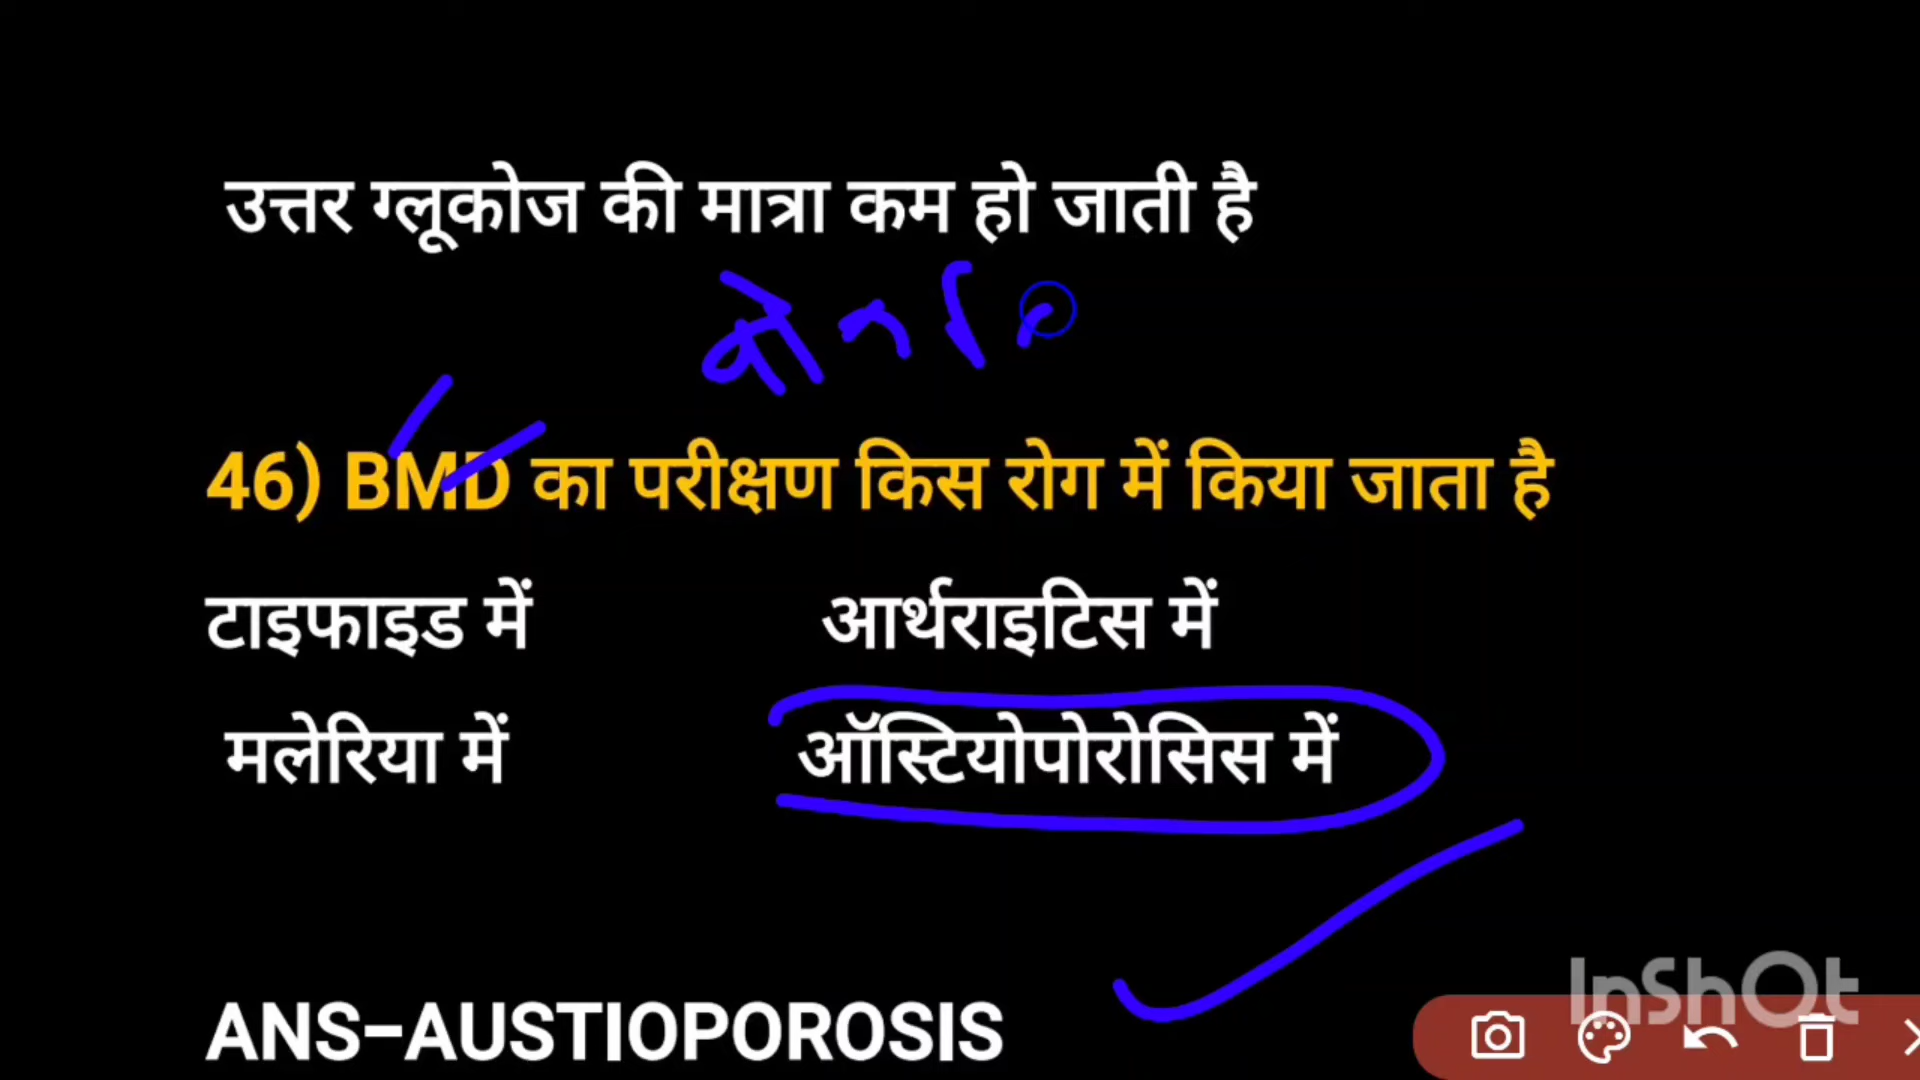 उत्तर ग्लूकोज की मात्रा कम हो जाती है
46) BMD का परीक्षण किस रोग में किया जाता है
टाइफाइड में आर्थराइटिस में
मलेरिया में ऑस्टियोपोरोसिस में
ANS-AUSTIOPOROSIS
InShOt